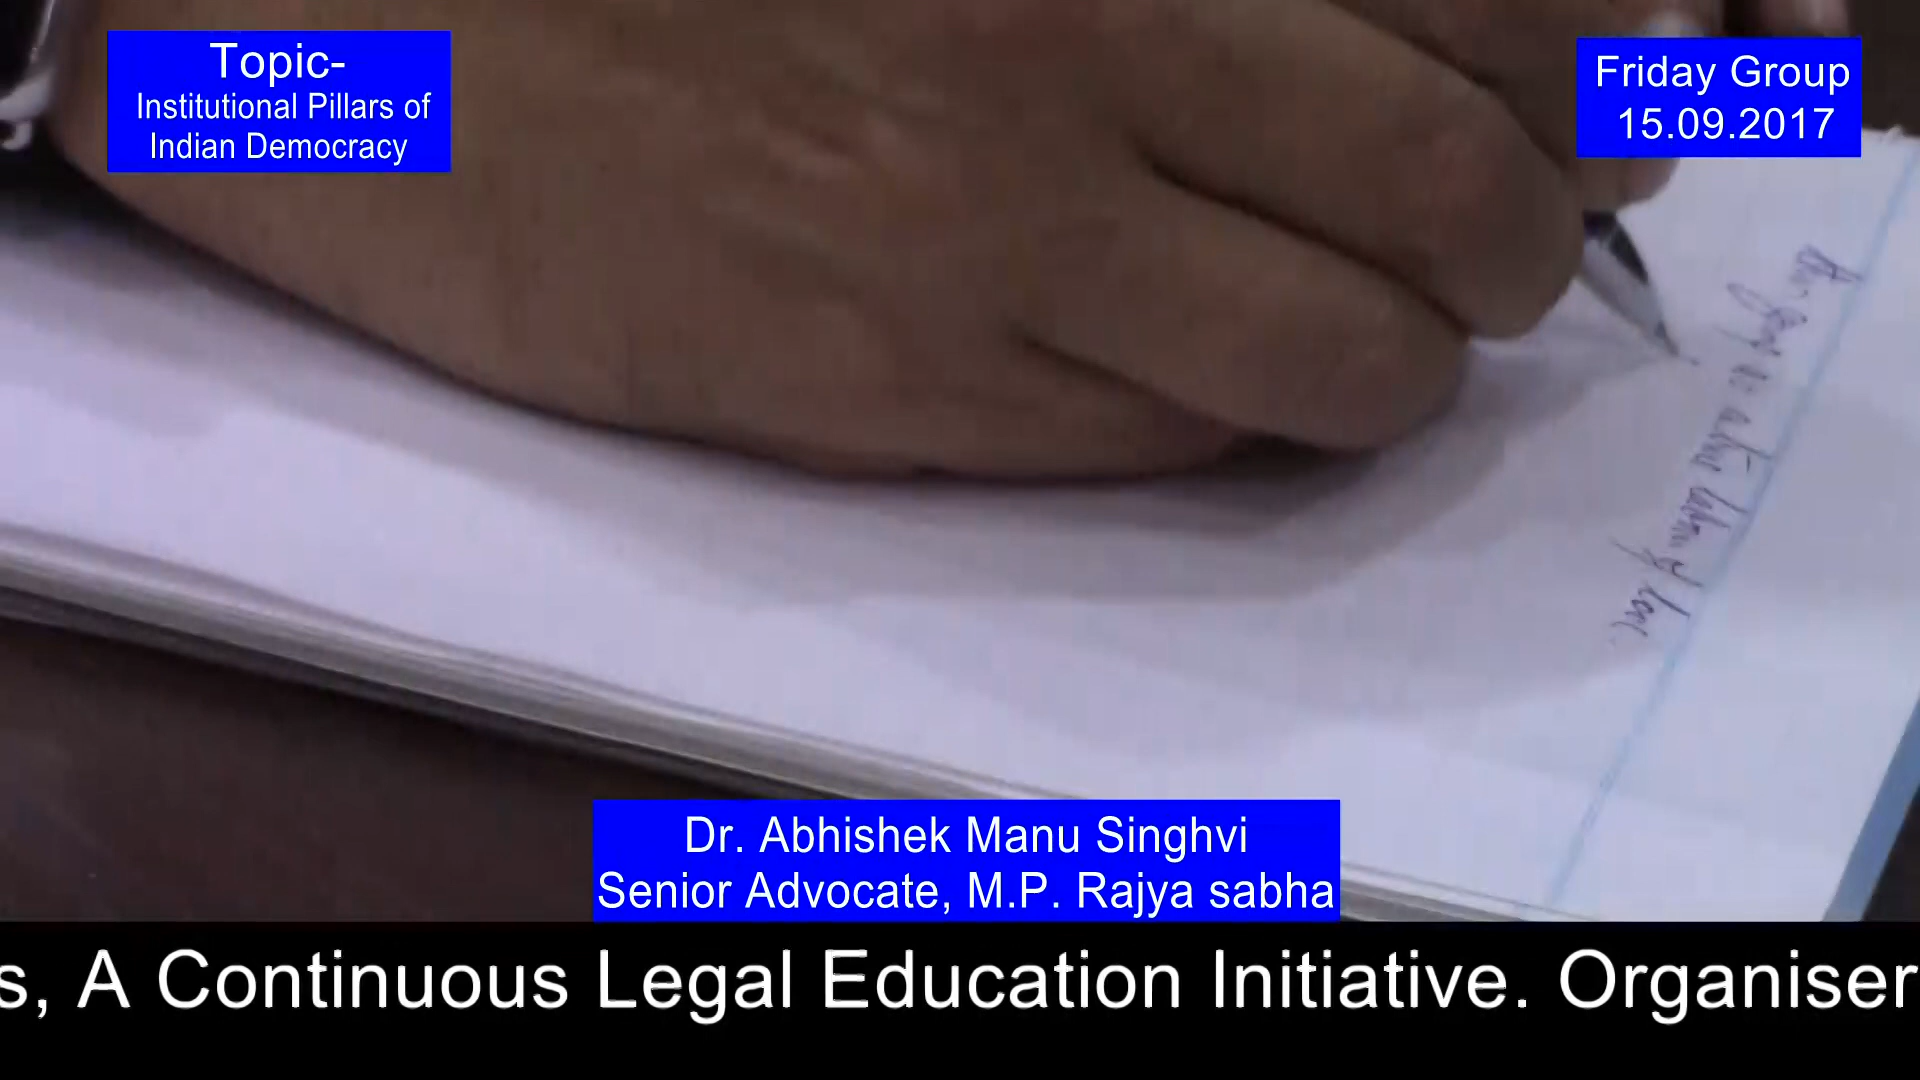 Topic-
Institutional Pillars of
Indian Democracy
Friday Group
15.09.2017
Dr. Abhishek Manu Singhvi
Senior Advocate, M.P. Rajya sabha
s, A Continuous Legal Education Initiative. Organiser